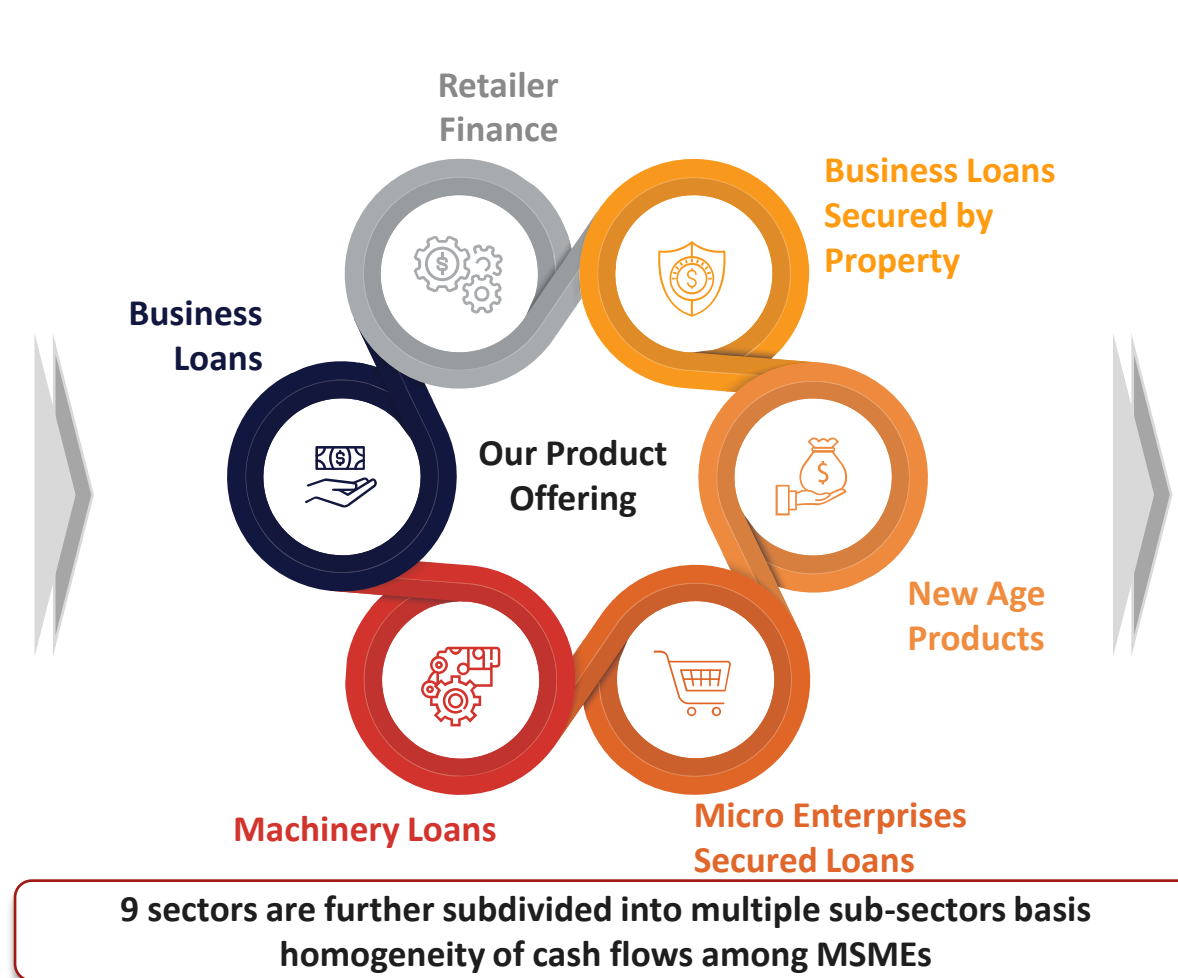 Retailer
Finance
Business Loans
Secured by
Property
Business
Loans
Our Product
Offering
New Age
Products
Machinery Loans
Micro Enterprises
Secured Loans
9 sectors are further subdivided into multiple sub-sectors basis
homogeneity of cash flows among MSMEs